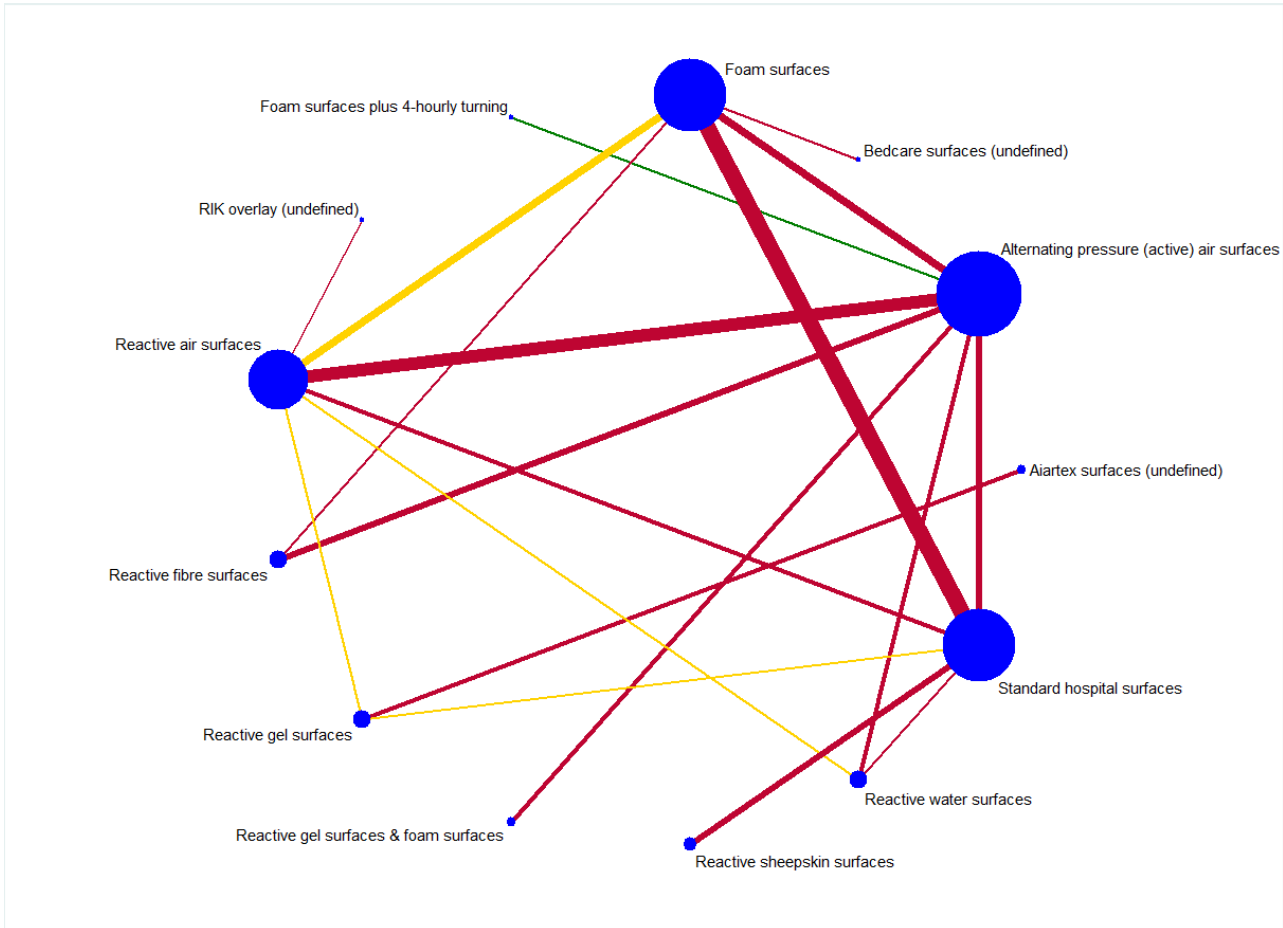 Foam surfaces
Foam surfaces plus 4-hourly turning
Bedcare surfaces (undefined)
RIK overlay (undefined)
Alternating pressure (active) air surfaces
Reactive air surfaces
Aiartex surfaces (undefined)
Reactive fibre surfaces
Standard hospital surfaces
Reactive gel surfaces
Reactive water surfaces
Reactive gel surfaces & foam surfaces
Reactive sheepskin surfaces